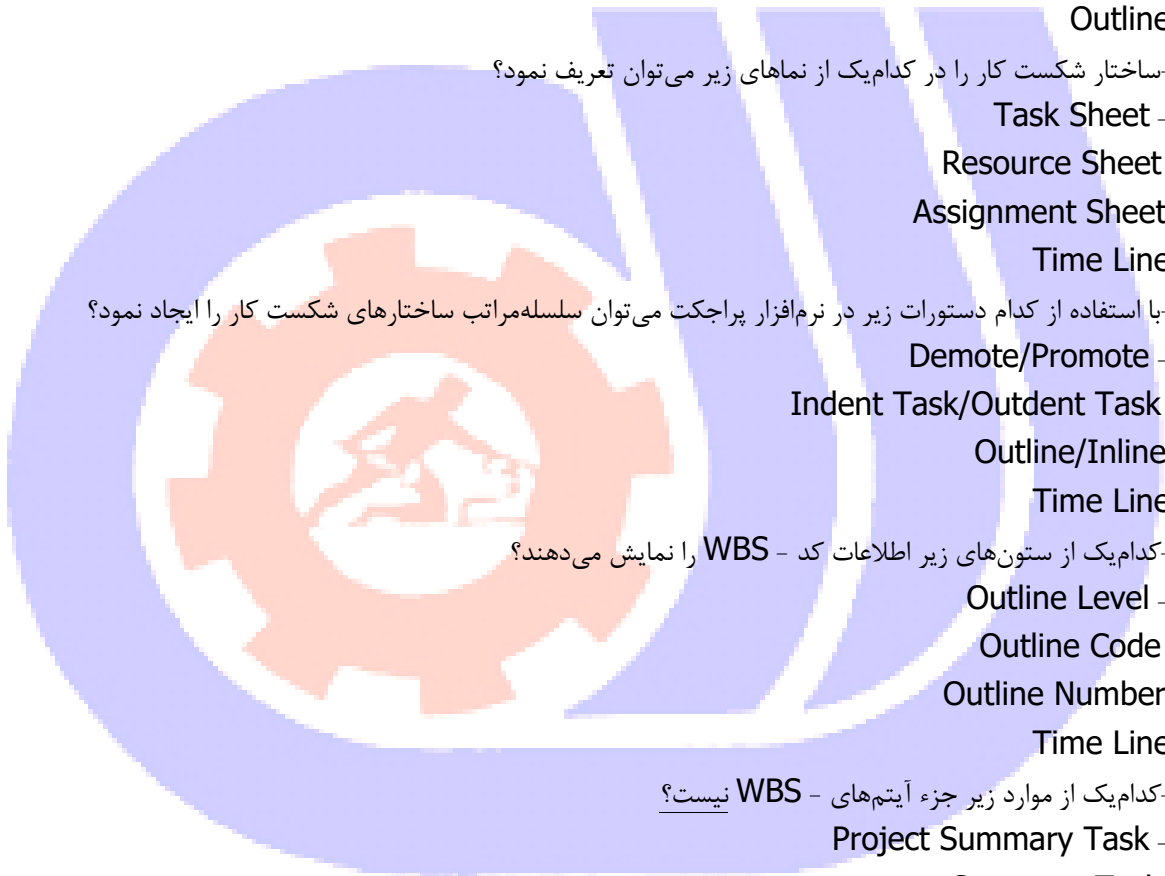 Outline
-ساختار شکست کار را در کدام‌یک از نماهای زیر می‌توان تعریف نمود؟
Task Sheet -
Resource Sheet
Assignment Sheet
Time Line
-با استفاده از کدام دستورات زیر در نرم‌افزار پراجکت می‌توان سلسله‌مراتب ساختارهای شکست کار را ایجاد نمود؟
Demote/Promote -
Indent Task/Outdent Task
Outline/Inline
Time Line
-کدام‌یک از ستون‌های زیر اطلاعات کد - WBS را نمایش می‌دهند؟
Outline Level -
Outline Code
Outline Number
Time Line
-کدام‌یک از موارد زیر جزء آیتم‌های - WBS نیست؟
Project Summary Task -